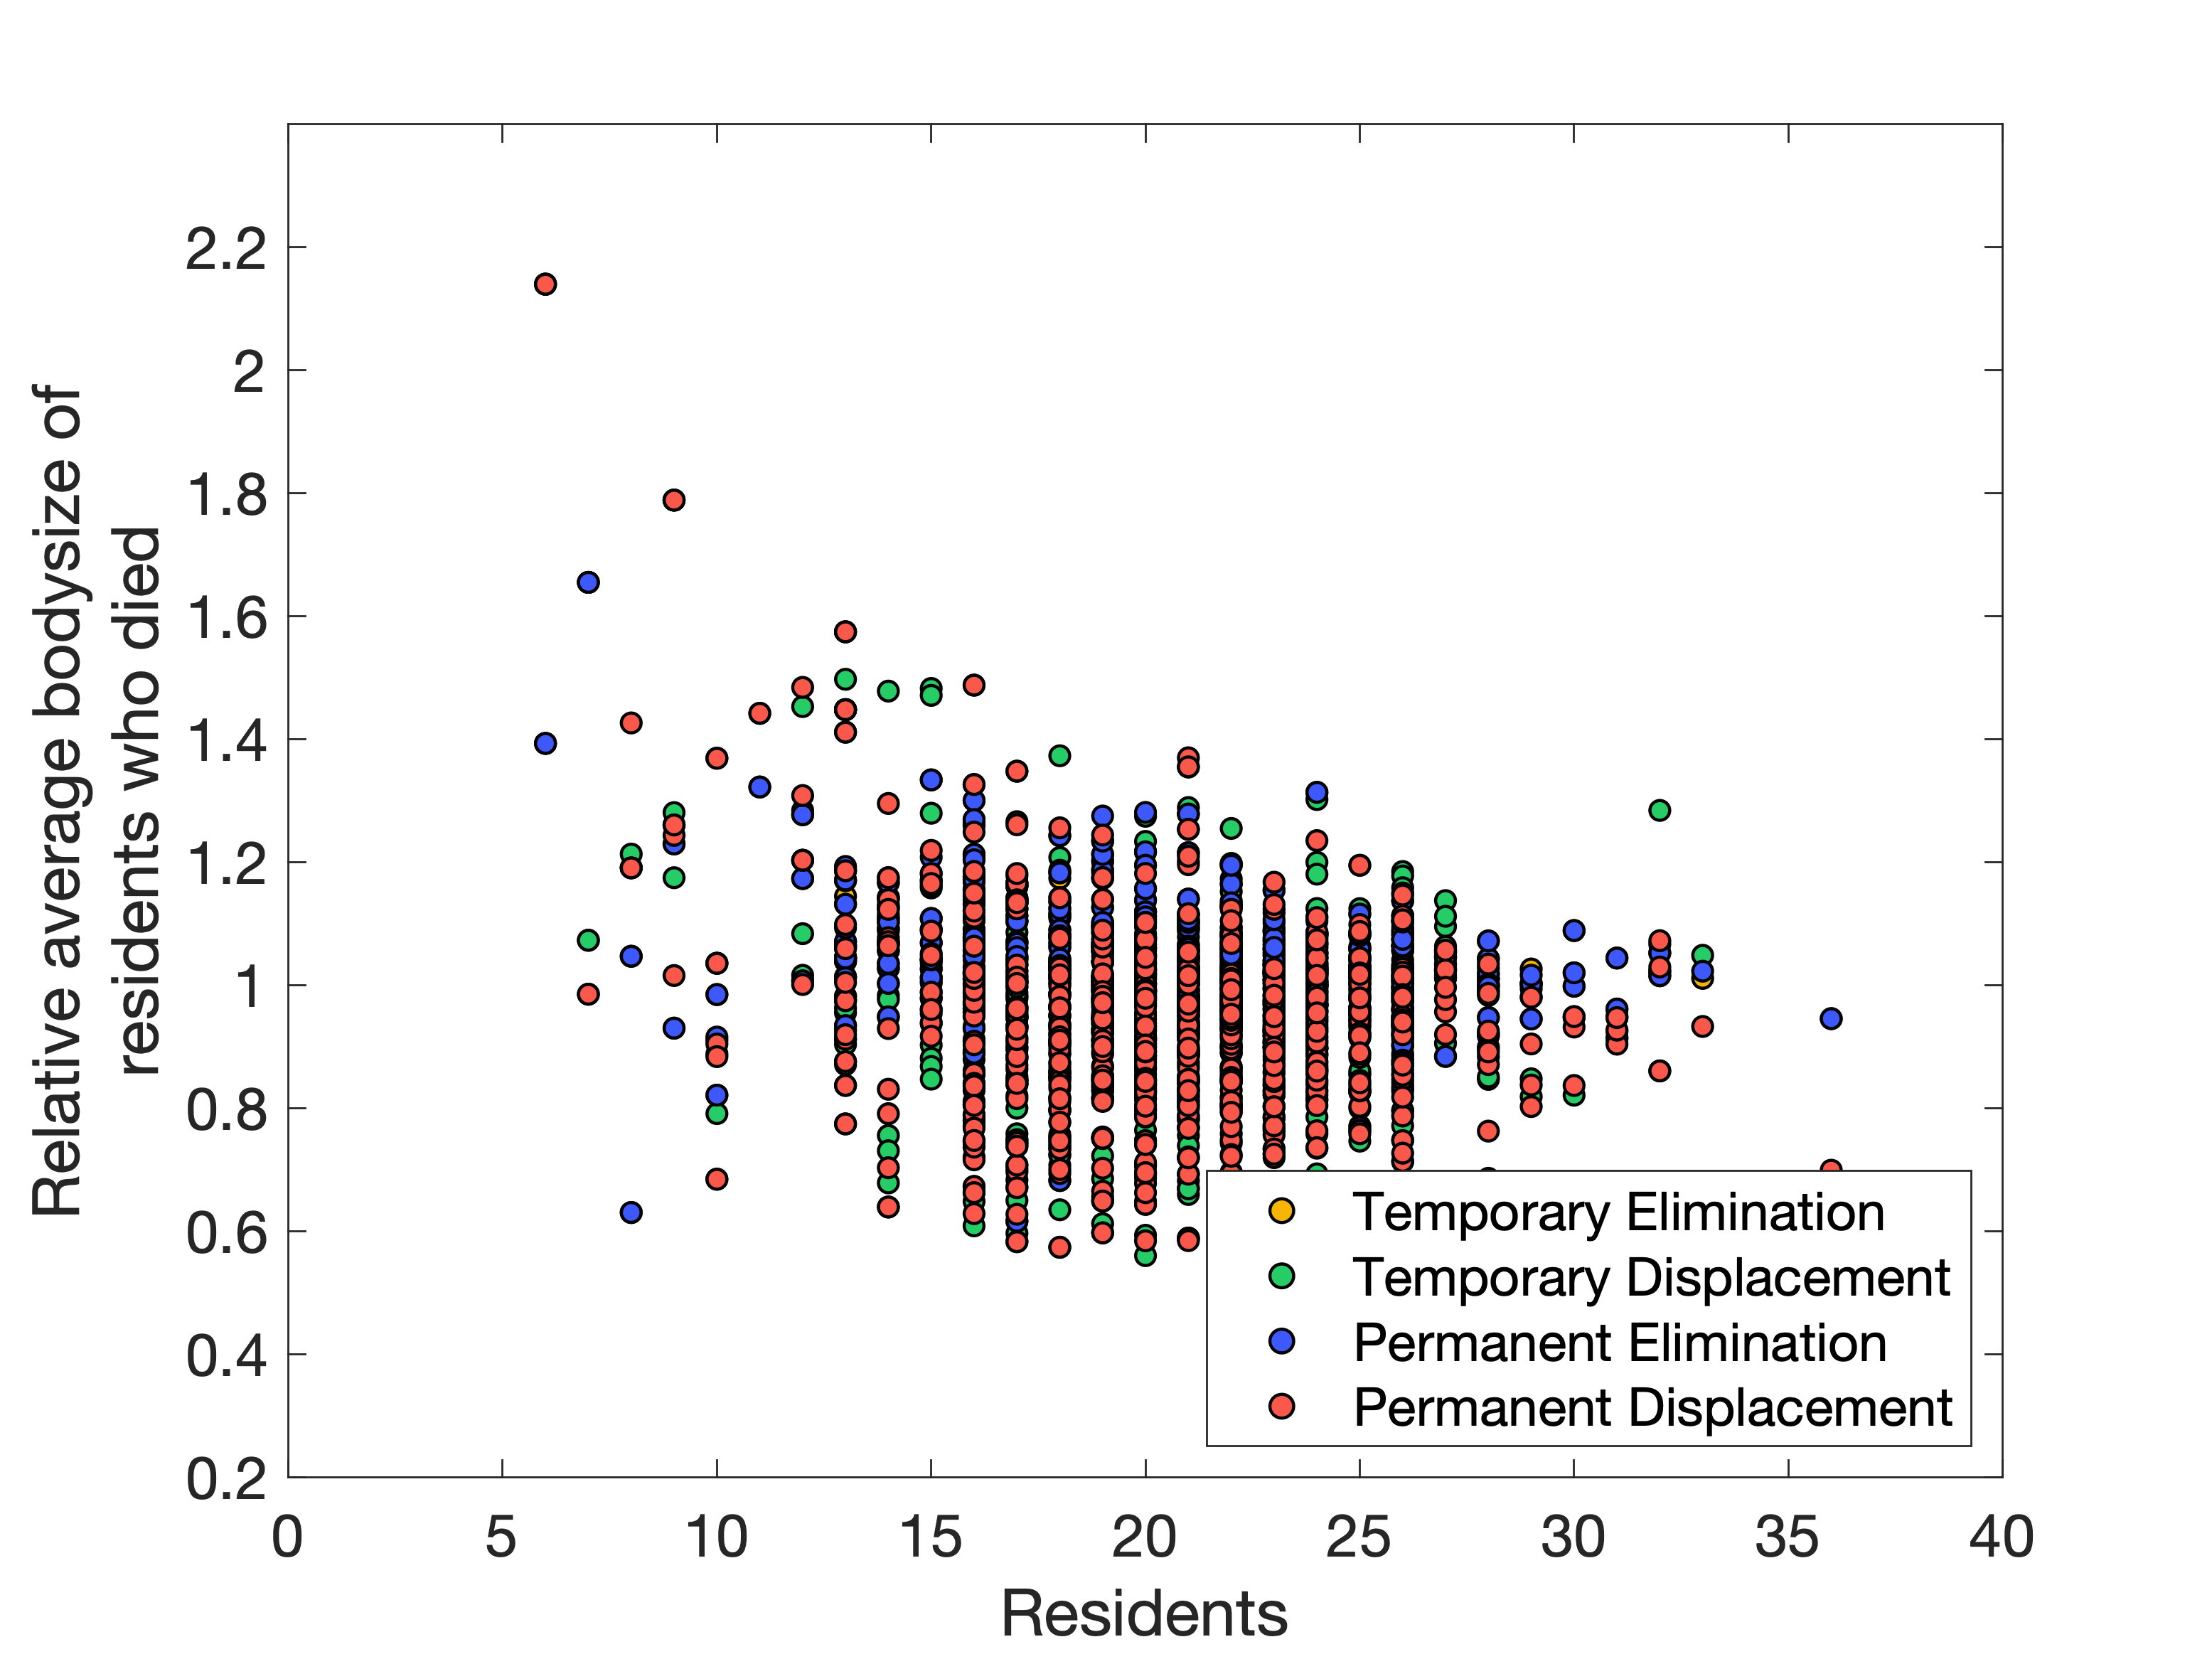 Relative average bodysize of
residents who died
2.2
2
1.8
1.6
1.4
1.2
1
0.8
0.6
0.4
0.2
0 5 10 15 20 25 30 35 40
Residents
Temporary Elimination
Temporary Displacement
Permanent Elimination
Permanent Displacement